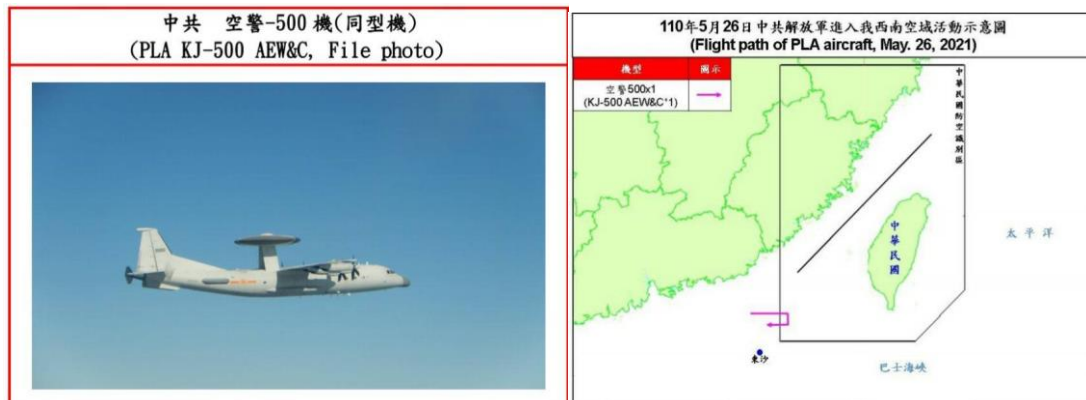 中共 空警-500 機(同型機)
(PLA KJ-500 AEW&C, File photo)
110年5月26日中共解放軍進入我西南空域活動示意圖
(Flight path of PLA aircraft, May. 26, 2021)
機型 圖示
空警500x1
(KJ-500 AEW&C*1)
中華民國防空識別區
中華民國
太平洋
東沙
巴士海峽